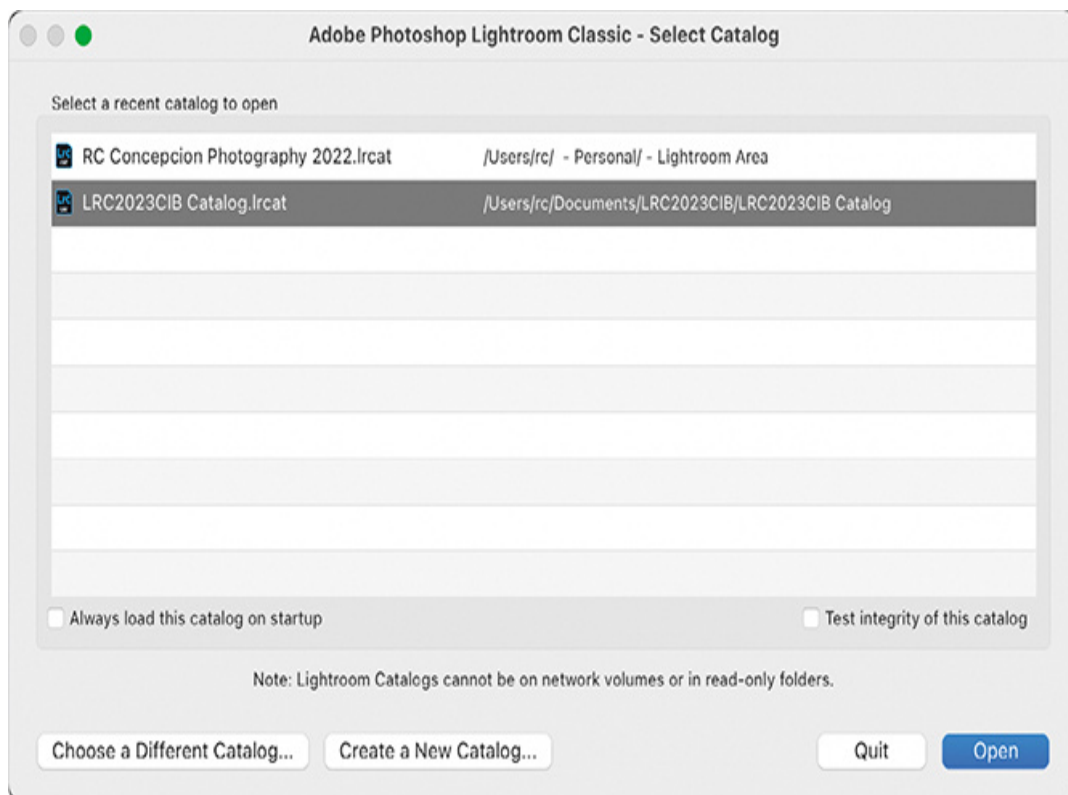 Adobe Photoshop Lightroom Classic - Select Catalog
Select a recent catalog to open
RC Concepcion Photography 2022.lrcat /Users/rc/ - Personal/ - Lightroom Area
LRC2023CIB Catalog.lrcat /Users/rc/Documents/LRC2023CIB/LRC2023CIB Catalog
Always load this catalog on startup Test integrity of this catalog
Note: Lightroom Catalogs cannot be on network volumes or in read-only folders.
Choose a Different Catalog... Create a New Catalog... Quit Open